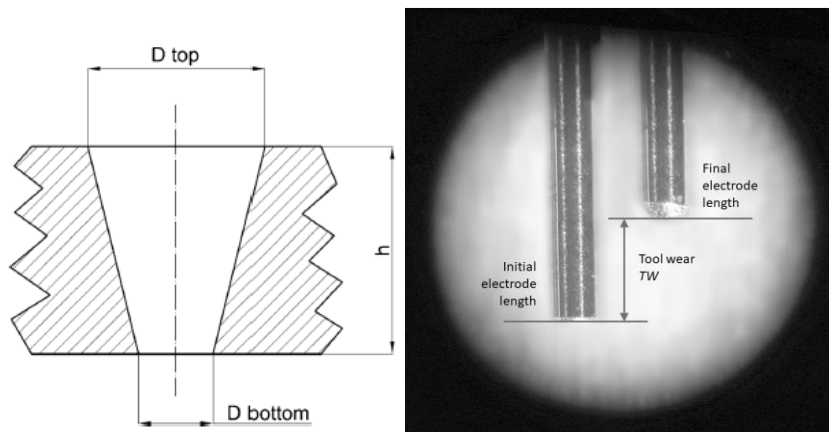 D top
h
D bottom
Final
electrode
length
Initial
electrode
length
Tool wear
TW